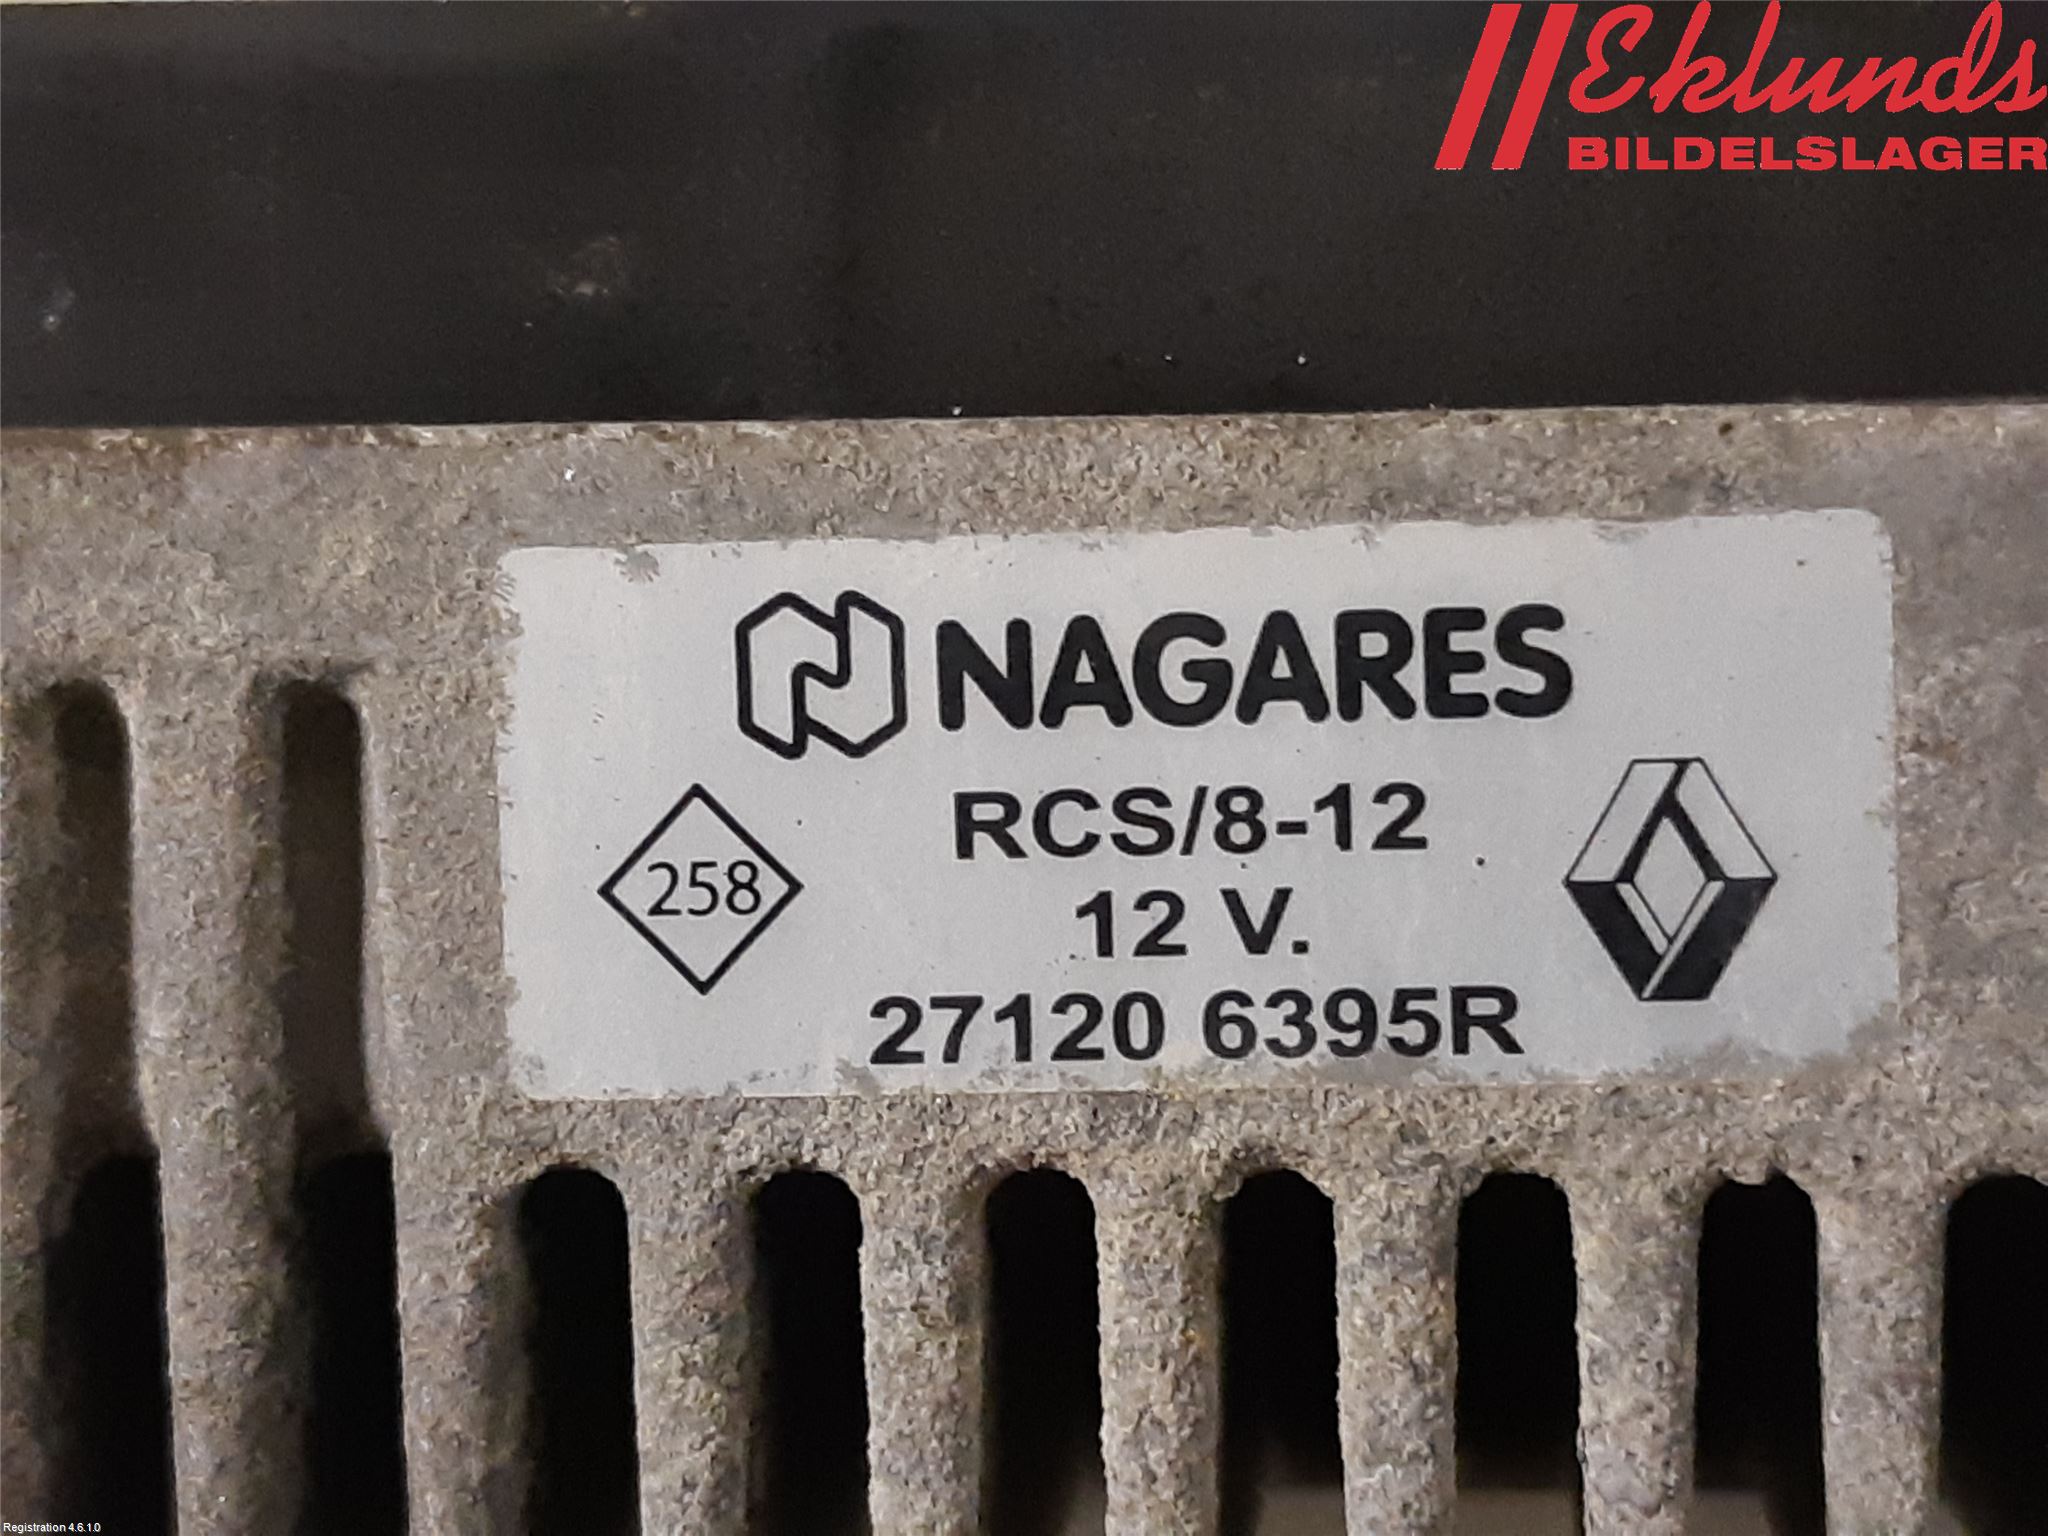 Eklunds
BILDELSLAGER
NAGARES
RCS/8-12
258
12 V.
27120 6395R
Registration 4.6.1.0